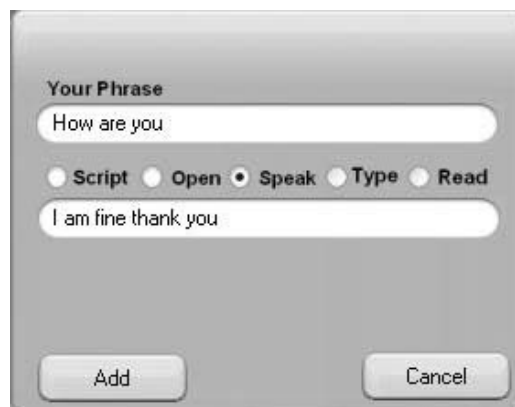 Your Phrase
How are you
Script Open Speak Type Read
I am fine thank you
Add Cancel